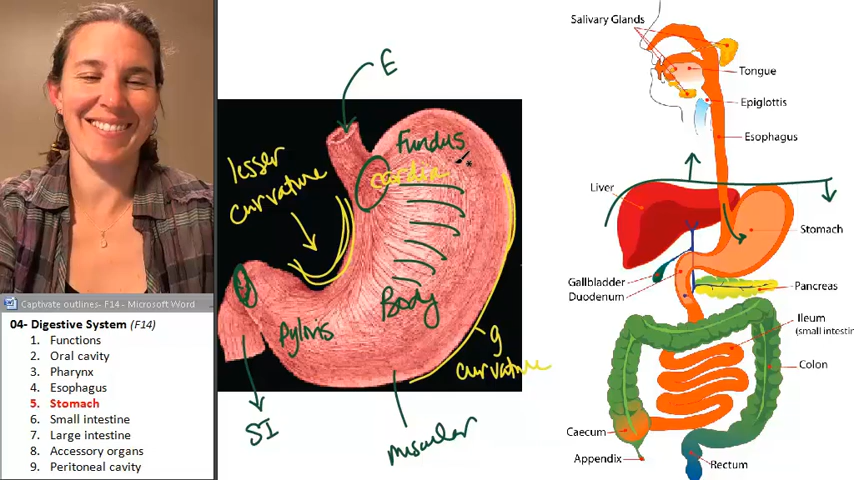 Captivate outlines- F14 - Microsoft Word
04- Digestive System (F14)
1. Functions
2. Oral cavity
3. Pharynx
4. Esophagus
5. Stomach
6. Small intestine
7. Large intestine
8. Accessory organs
9. Peritoneal cavity
E
Fundus
cardia
lesser
curvature
Body
Pyloris
g
curvature
SI
muscular
Salivary Glands
Tongue
Epiglottis
Esophagus
Liver
Stomach
Gallbladder
Duodenum
Pancreas
Ileum
(small intestin
Colon
Caecum
Appendix
Rectum